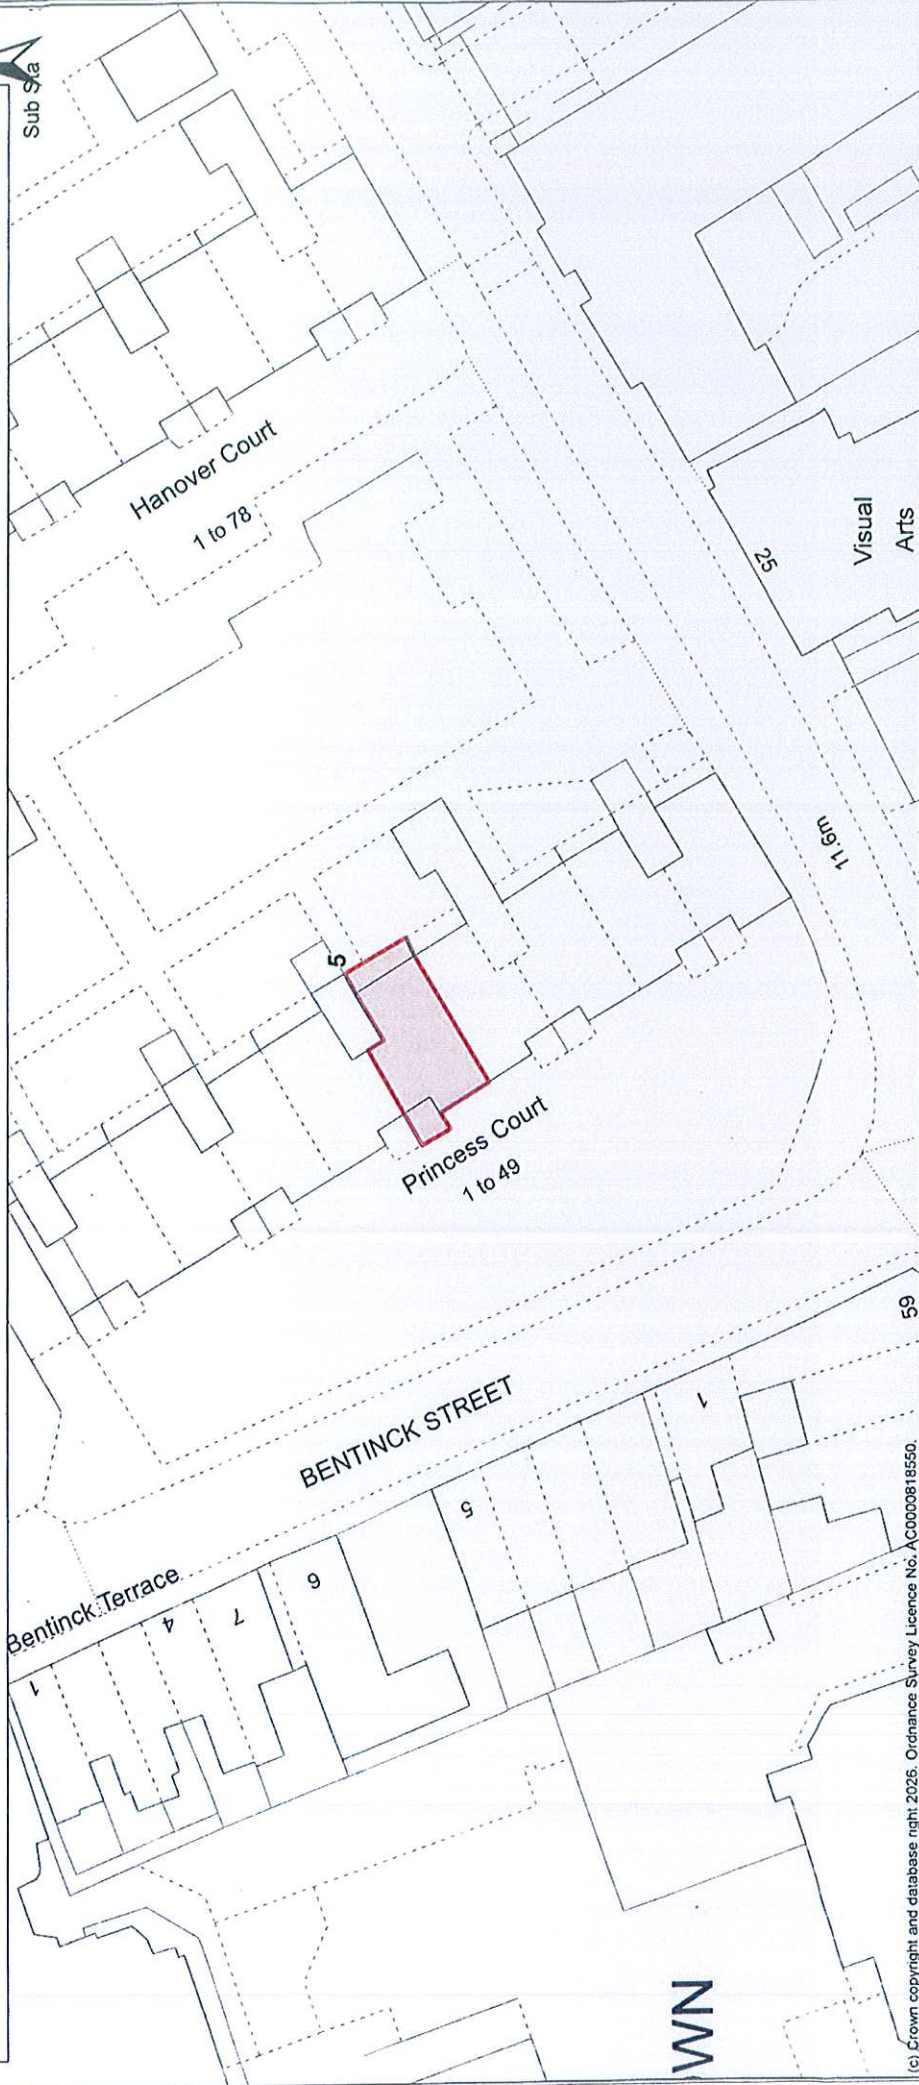 Sub Sta
Hanover Court
1 to 78
25
Visual
Arts
11.6m
5
Princess Court
1 to 49
BENTINCK STREET
59
1
5
Bentinck Terrace
1
4
7
9
WN
(c) Crown copyright and database right 2026. Ordnance Survey Licence No. AC0000818550.